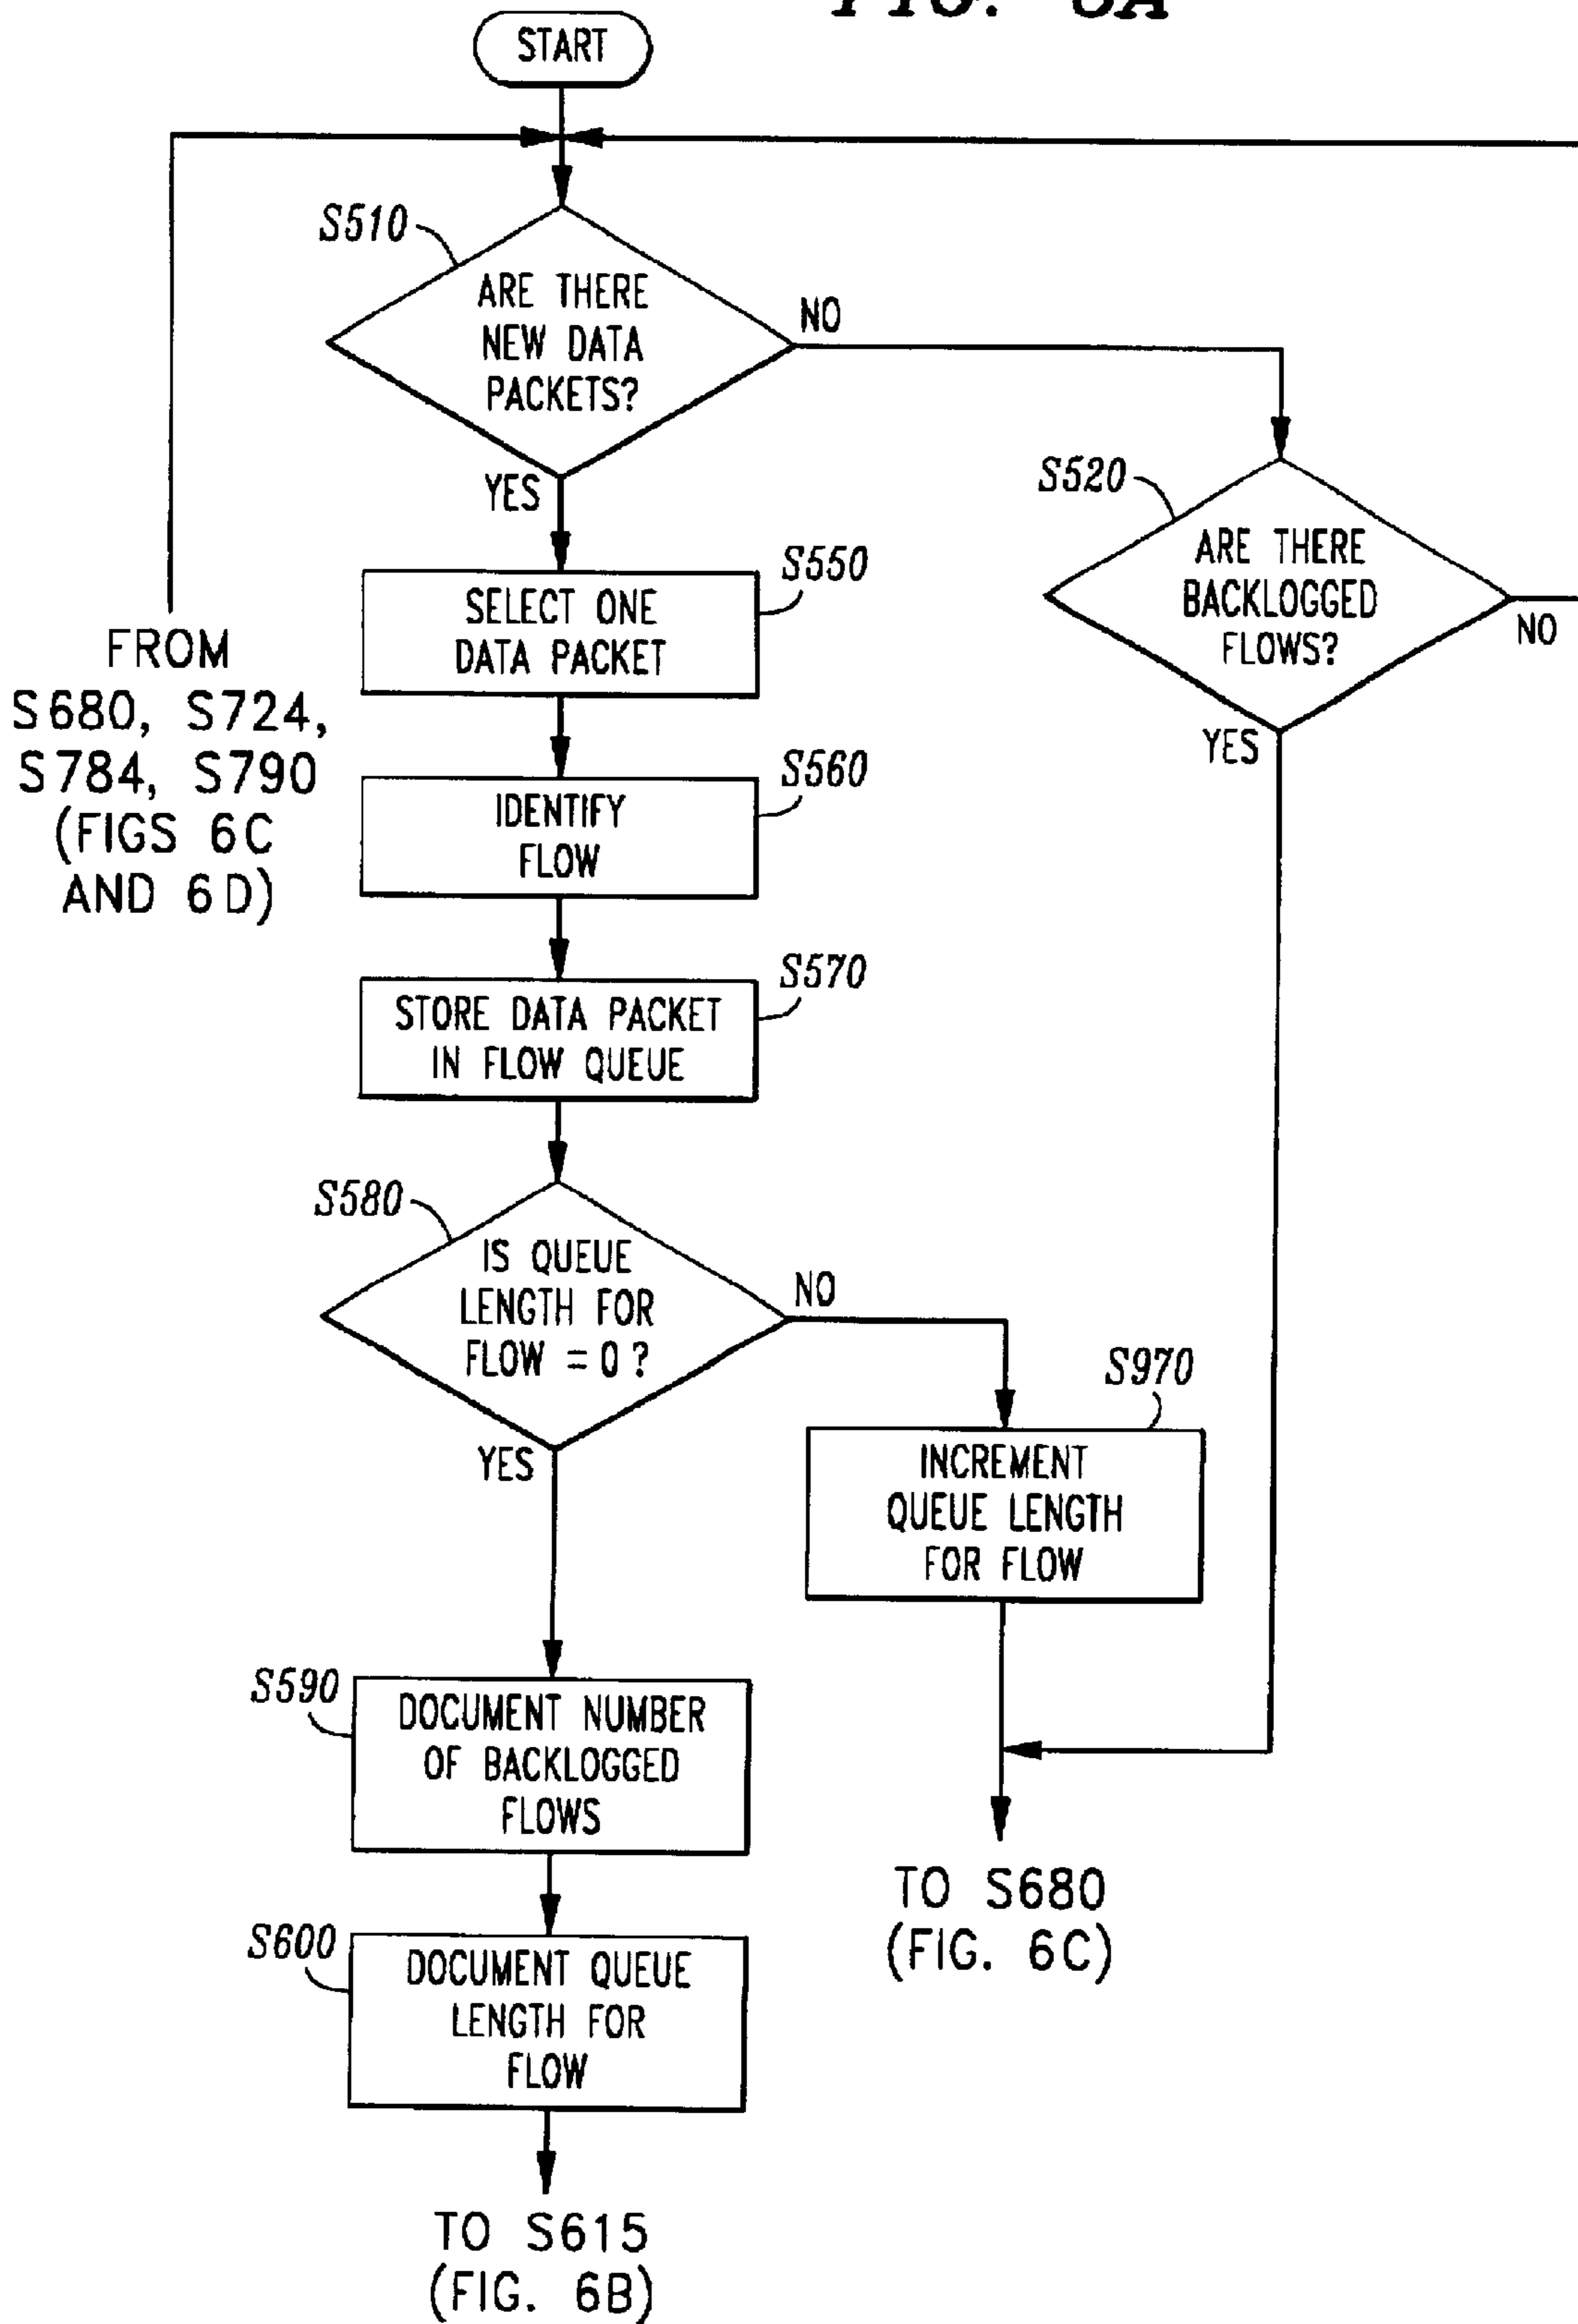 FIG. 6A
START
S510
ARE THERE
NEW DATA
PACKETS?
NO
YES
S520
ARE THERE
BACKLOGGED
FLOWS?
NO
YES
S550
SELECT ONE
DATA PACKET
FROM
S680, S724,
S784, S790
(FIGS 6C
AND 6D)
S560
IDENTIFY
FLOW
S570
STORE DATA PACKET
IN FLOW QUEUE
S580
IS QUEUE
LENGTH FOR
FLOW = 0 ?
NO
YES
S970
INCREMENT
QUEUE LENGTH
FOR FLOW
S590
DOCUMENT NUMBER
OF BACKLOGGED
FLOWS
TO S680
(FIG. 6C)
S600
DOCUMENT QUEUE
LENGTH FOR
FLOW
TO S615
(FIG. 6B)